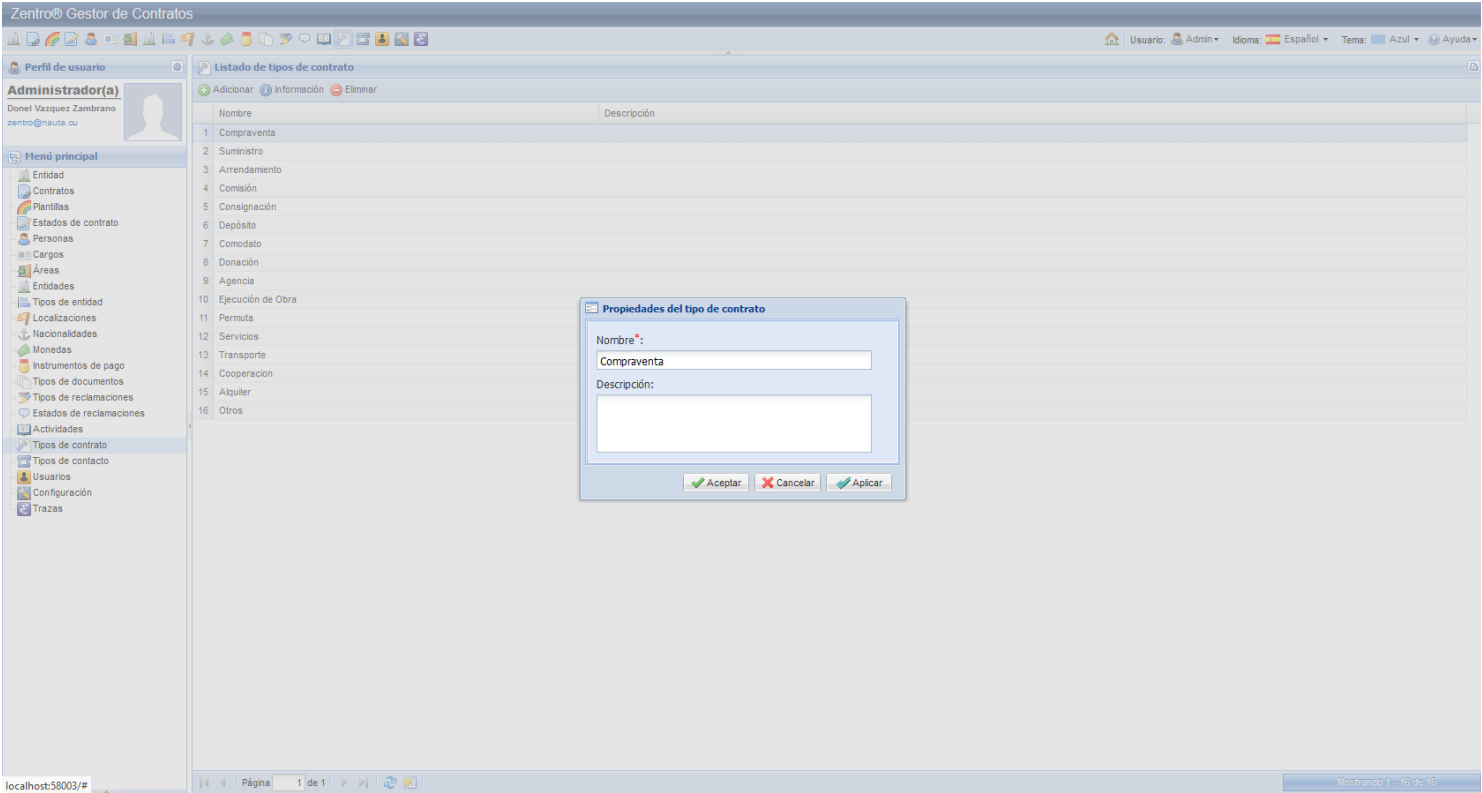 Zentro® Gestor de Contratos
Usuario: Admin Idioma: Español Tema: Azul Ayuda
Perfil de usuario
Administrador(a)
Donel Vazquez Zambrano
zentro@nauta.cu
Menú principal
Entidad
Contratos
Plantillas
Estados de contrato
Personas
Cargos
Áreas
Entidades
Tipos de entidad
Localizaciones
Nacionalidades
Monedas
Instrumentos de pago
Tipos de documentos
Tipos de reclamaciones
Estados de reclamaciones
Actividades
Tipos de contrato
Tipos de contacto
Usuarios
Configuración
Trazas
localhost:58003/#
Listado de tipos de contrato
Adicionar Información Eliminar
Nombre Descripción
1 Compraventa
2 Suministro
3 Arrendamiento
4 Comisión
5 Consignación
6 Depósito
7 Comodato
8 Donación
9 Agencia
10 Ejecución de Obra
11 Permuta
12 Servicios
13 Transporte
14 Cooperacion
15 Alquiler
16 Otros
Propiedades del tipo de contrato
Nombre*:
Compraventa
Descripción:
Aceptar Cancelar Aplicar
Página 1 de 1
Mostrando 1 - 16 de 16